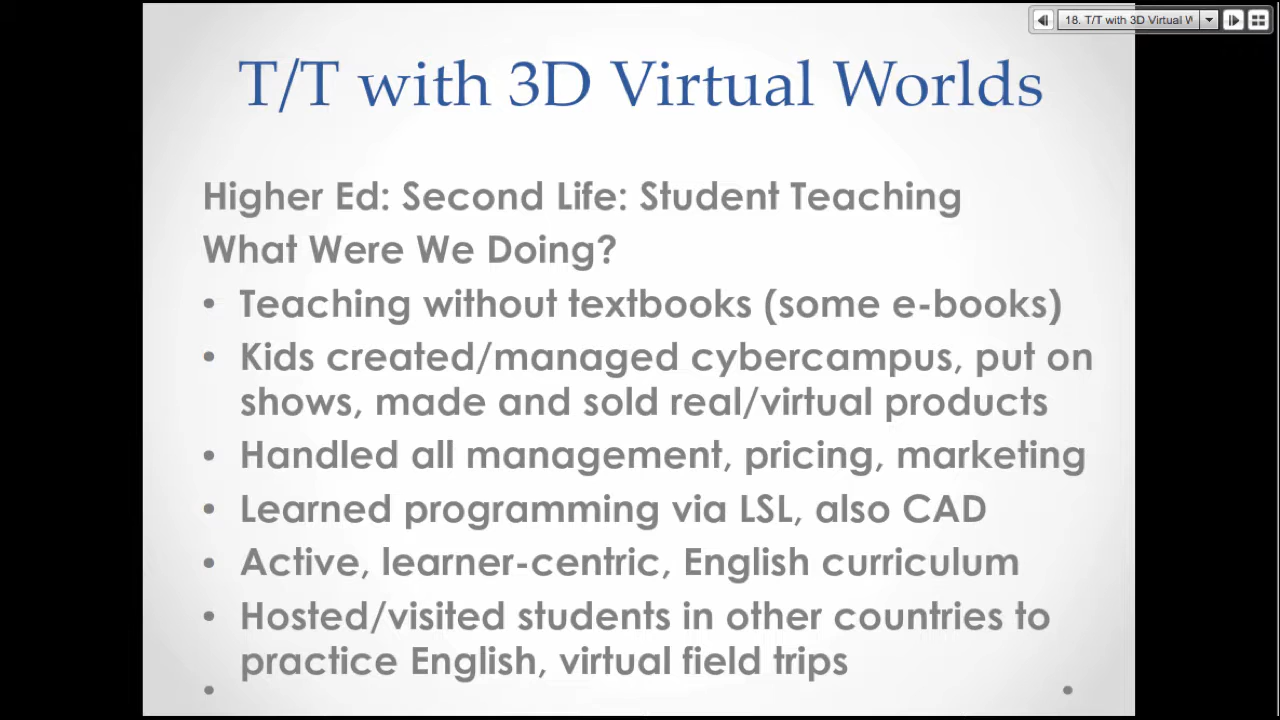 18. T/T with 3D Virtual W
T/T with 3D Virtual Worlds
Higher Ed: Second Life: Student Teaching
What Were We Doing?
• Teaching without textbooks (some e-books)
• Kids created/managed cybercampus, put on
shows, made and sold real/virtual products
• Handled all management, pricing, marketing
• Learned programming via LSL, also CAD
• Active, learner-centric, English curriculum
• Hosted/visited students in other countries to
practice English, virtual field trips